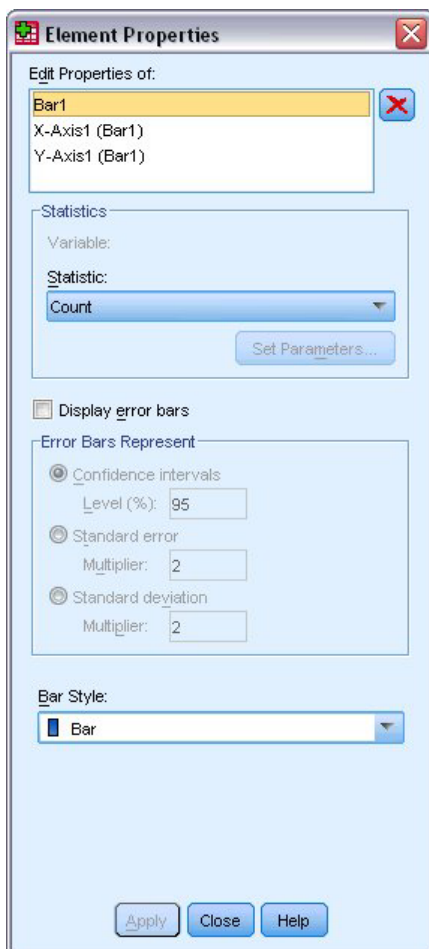 Element Properties
Edit Properties of:
Bar1
X-Axis1 (Bar1)
Y-Axis1 (Bar1)
Statistics
Variable:
Statistic:
Count
Set Parameters...
Display error bars
Error Bars Represent
Confidence intervals
Level (%): 95
Standard error
Multiplier: 2
Standard deviation
Multiplier: 2
Bar Style:
Bar
Apply Close Help